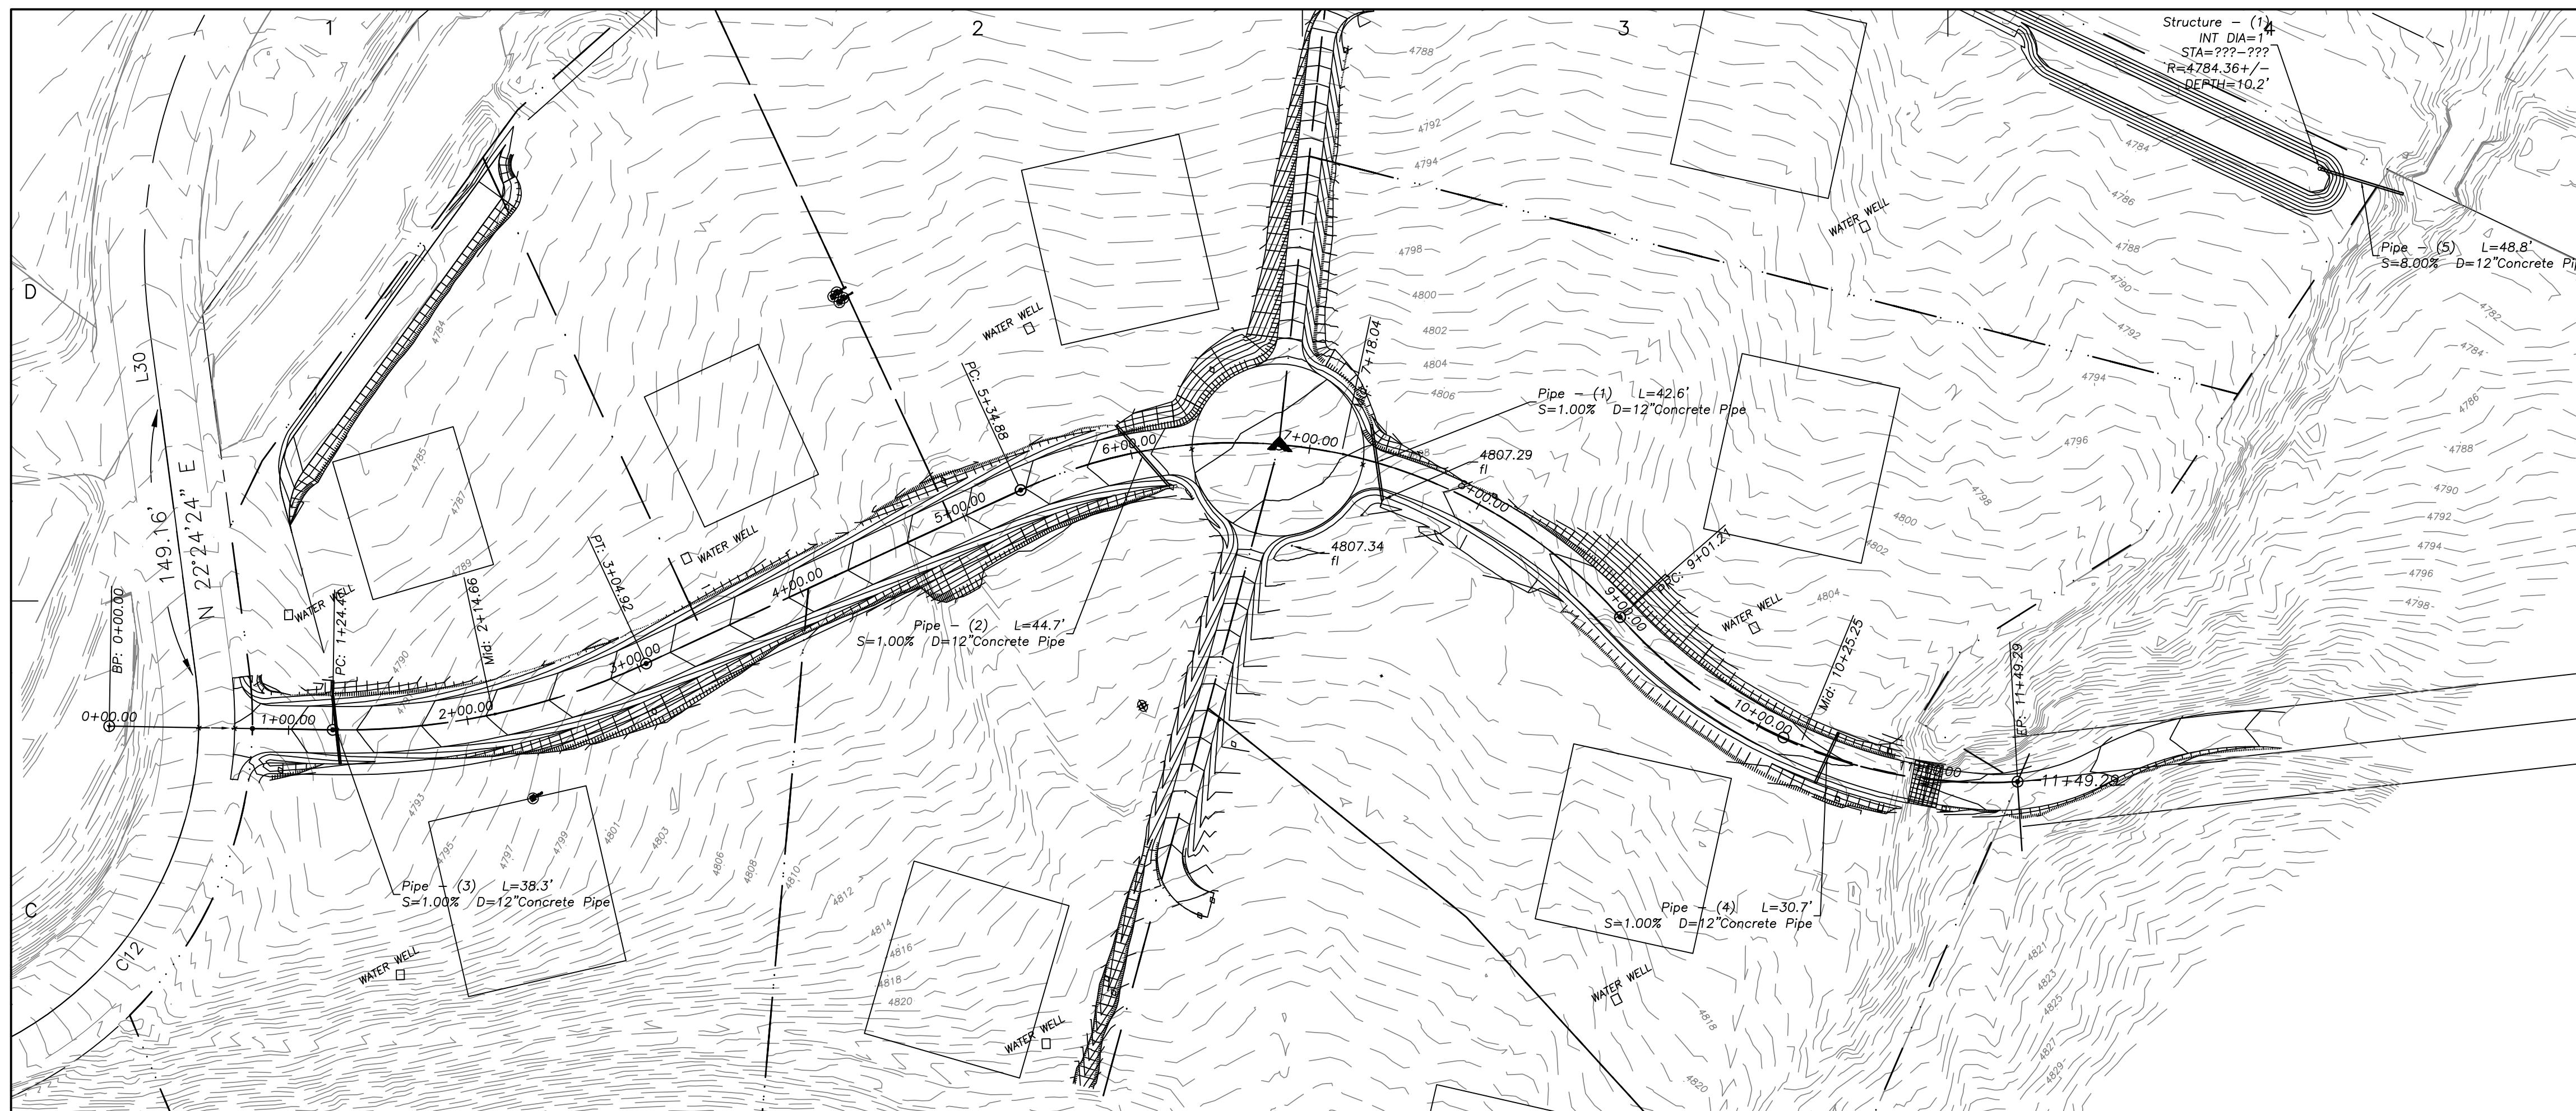 1
2
3
4
Structure - (1)
INT DIA=1'
STA=???-???
R=4784.36+/-
DEPTH=10.2'
4788
4792
4794
4798
4800
4802
4804
4806
4784
4786
4788
4790
4792
4794
4796
4798
4800
4802
4804
WATER WELL
Pipe - (5) L=48.8'
S=8.00% D=12"Concrete
D
4782
4784
4786
4788
4790
4792
4794
4796
4798
WATER WELL
4784
L30
149.16'
N 22°24'24" E
PC: 5+34.88
7+18.04
Pipe - (1) L=42.6'
S=1.00% D=12"Concrete Pipe
6+00.00
7+00.00
4807.29
fl
8+00.00
4785
4787
4789
5+00.00
WATER WELL
PT: 3+04.92
4807.34
fl
PRC: 9+01.21
4+00.00
9+00.00
WATER WELL
BP: 0+00.00
WATER WELL
PC: 1+24.4
Mid: 2+14.66
Pipe - (2) L=44.7'
S=1.00% D=12"Concrete Pipe
Mid: 10+25.25
EP: 11+49.29
3+00.00
4790
0+00.00
1+00.00
2+00.00
10+00.00
11+49.29
4793
4795
4797
4799
4801
4803
4806
4808
4810
4812
4814
4816
4818
4820
Pipe - (3) L=38.3'
S=1.00% D=12"Concrete Pipe
Pipe - (4) L=30.7'
S=1.00% D=12"Concrete Pipe
C
C12
WATER WELL
WATER WELL
WATER WELL
4818
4820
4821
4823
4825
4827
4829